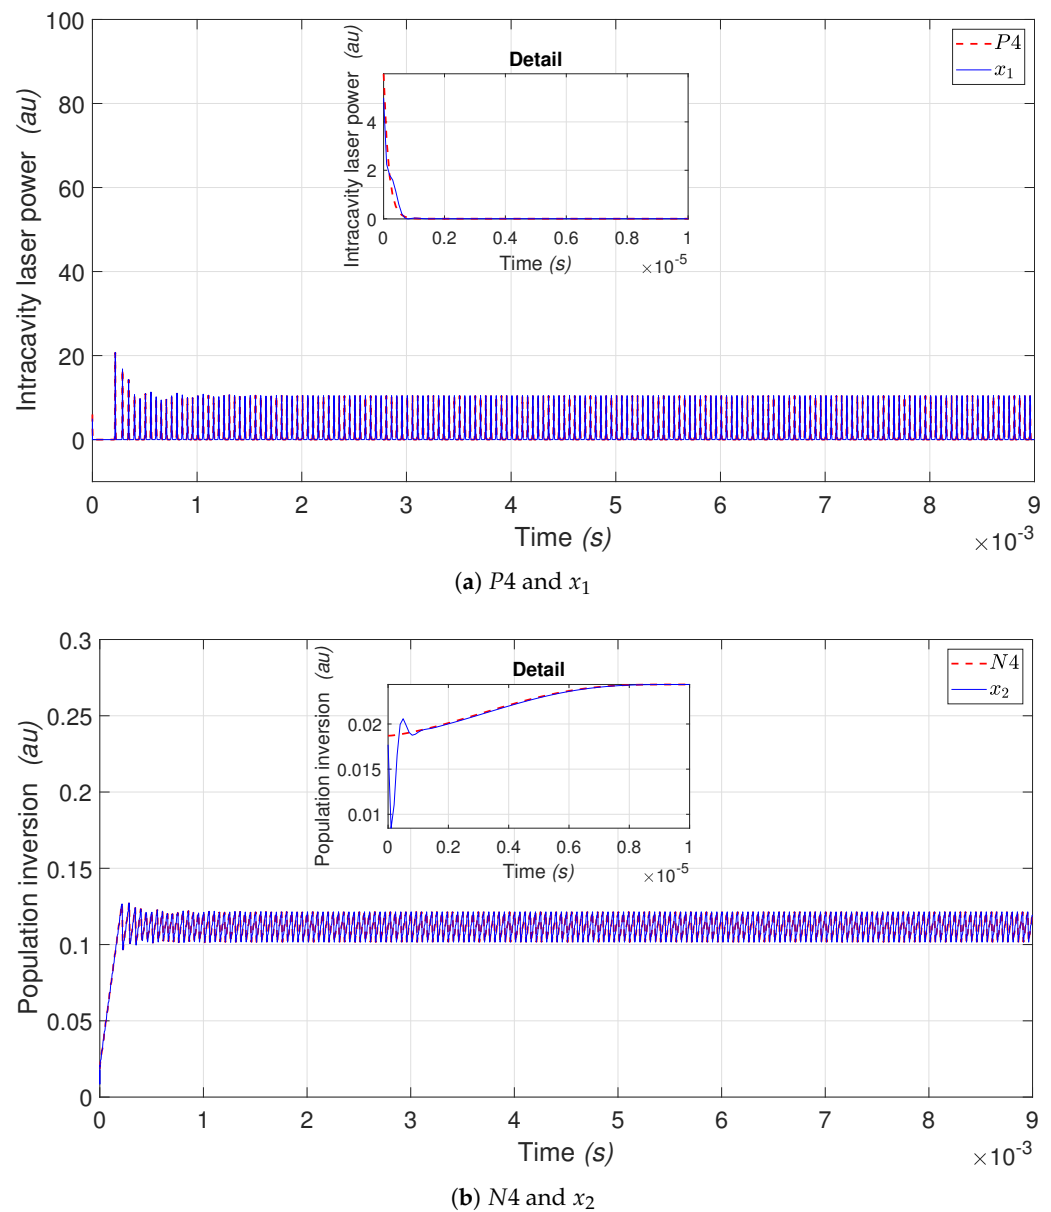 100
80
60
40
20
0
Intracavity laser power (au)
P4
x1
Detail
Intracavity laser power (au)
4
2
0
0 0.2 0.4 0.6 0.8 1
Time (s) ×10-5
0 1 2 3 4 5 6 7 8 9
Time (s) ×10-3
(a) P4 and x1
0.3
0.25
0.2
0.15
0.1
0.05
0
Population inversion (au)
N4
x2
Detail
Population inversion (au)
0.02
0.015
0.01
0 0.2 0.4 0.6 0.8 1
Time (s) ×10-5
0 1 2 3 4 5 6 7 8 9
Time (s) ×10-3
(b) N4 and x2